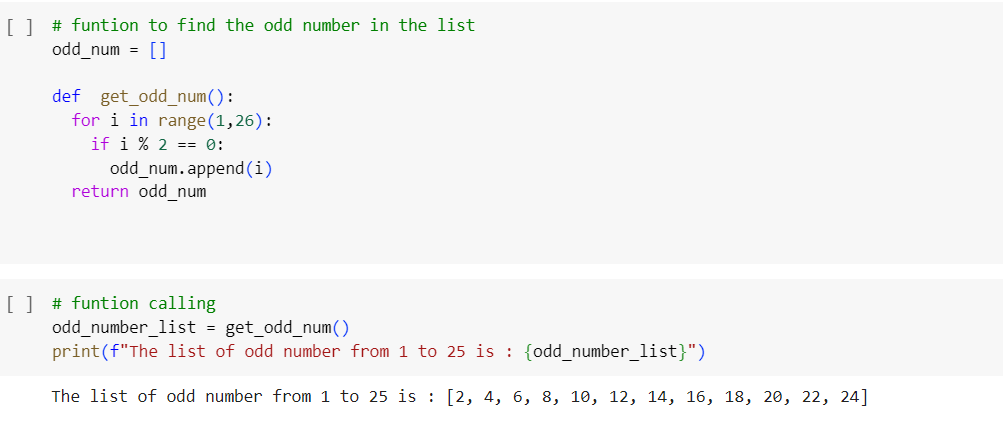 [ ] # funtion to find the odd number in the list
odd_num = []
def  get_odd_num():
  for i in range(1,26):
    if i % 2 == 0:
      odd_num.append(i)
  return odd_num
[ ] # funtion calling
odd_number_list = get_odd_num()
print(f"The list of odd number from 1 to 25 is : {odd_number_list}")
The list of odd number from 1 to 25 is : [2, 4, 6, 8, 10, 12, 14, 16, 18, 20, 22, 24]